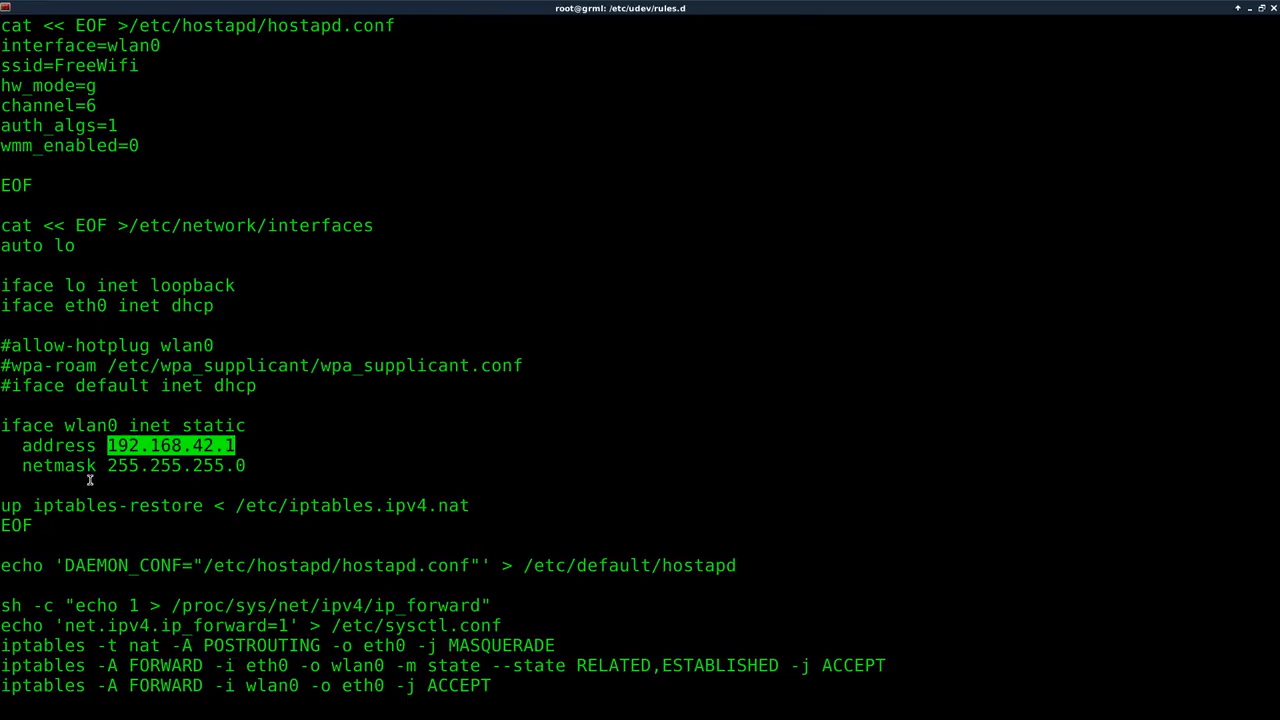 root@grml: /etc/udev/rules.d
cat << EOF >/etc/hostapd/hostapd.conf
interface=wlan0
ssid=FreeWifi
hw_mode=g
channel=6
auth_algs=1
wmm_enabled=0
EOF
cat << EOF >/etc/network/interfaces
auto lo
iface lo inet loopback
iface eth0 inet dhcp
#allow-hotplug wlan0
#wpa-roam /etc/wpa_supplicant/wpa_supplicant.conf
#iface default inet dhcp
iface wlan0 inet static
  address 192.168.42.1
  netmask 255.255.255.0
up iptables-restore < /etc/iptables.ipv4.nat
EOF
echo 'DAEMON_CONF="/etc/hostapd/hostapd.conf"' > /etc/default/hostapd
sh -c "echo 1 > /proc/sys/net/ipv4/ip_forward"
echo 'net.ipv4.ip_forward=1' > /etc/sysctl.conf
iptables -t nat -A POSTROUTING -o eth0 -j MASQUERADE
iptables -A FORWARD -i eth0 -o wlan0 -m state --state RELATED,ESTABLISHED -j ACCEPT
iptables -A FORWARD -i wlan0 -o eth0 -j ACCEPT